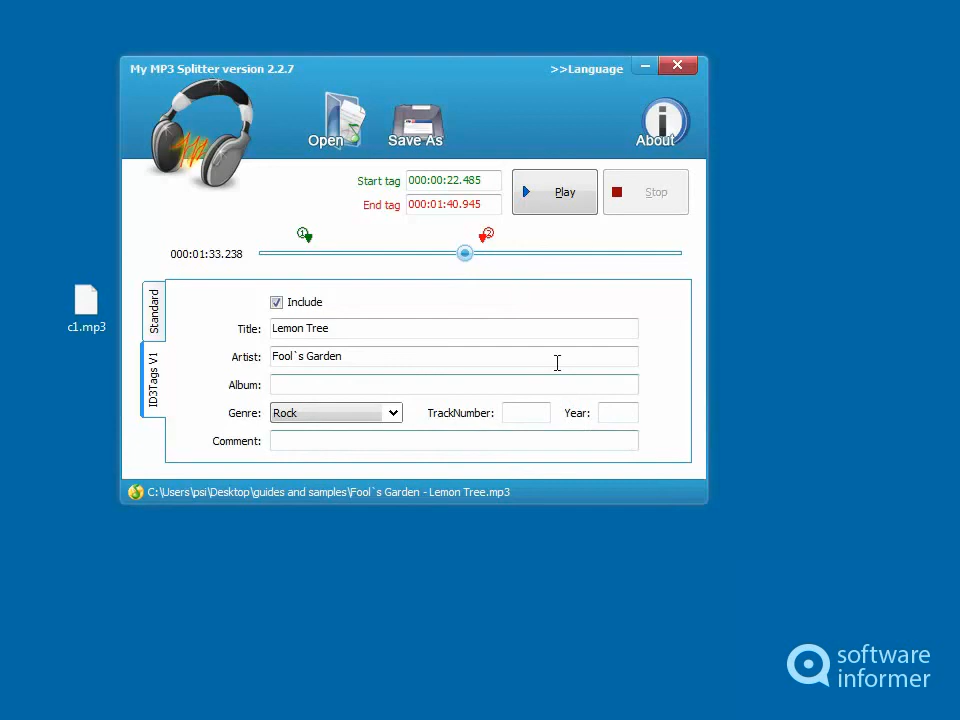 My MP3 Splitter version 2.2.7
>>Language
Open
Save As
About
Start tag 000:00:22.485
End tag 000:01:40.945
Play
Stop
1
2
000:01:33.238
c1.mp3
Standard
ID3Tags V1
Include
Title: Lemon Tree
Artist: Fool`s Garden
Album:
Genre: Rock TrackNumber: Year:
Comment:
C:\Users\psi\Desktop\guides and samples\Fool`s Garden - Lemon Tree.mp3
software
informer